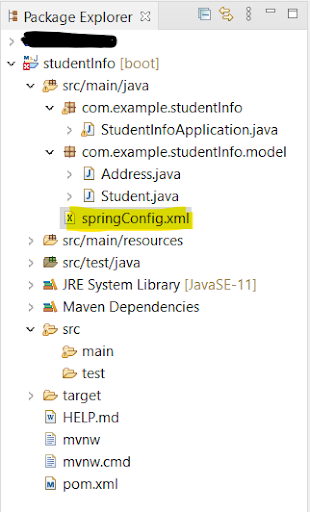 Package Explorer
studentInfo [boot]
src/main/java
com.example.studentInfo
StudentInfoApplication.java
com.example.studentInfo.model
Address.java
Student.java
springConfig.xml
src/main/resources
src/test/java
JRE System Library [JavaSE-11]
Maven Dependencies
src
main
test
target
HELP.md
mvnw
mvnw.cmd
pom.xml